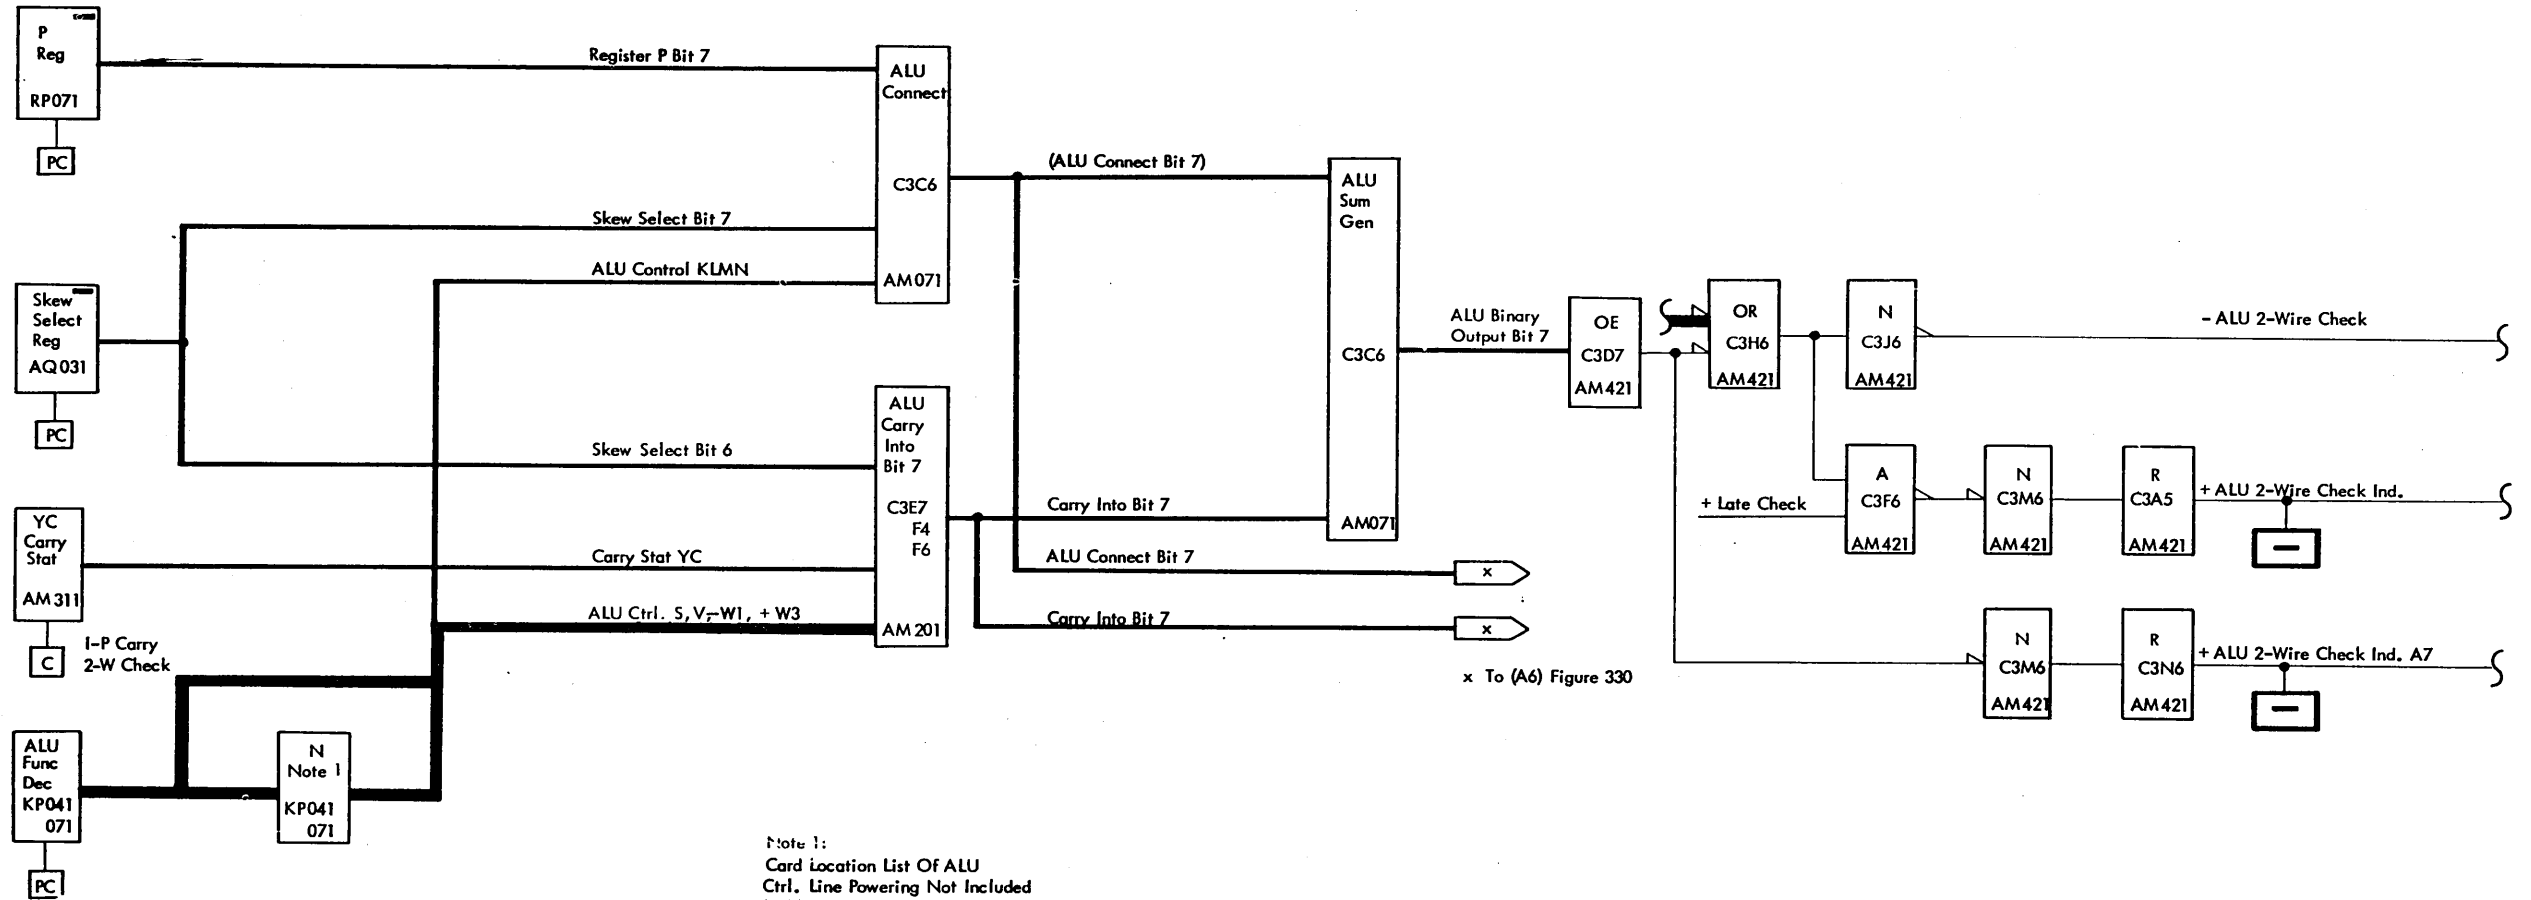 P
Reg
RP071
PC
Register P Bit 7
Skew Select Bit 7
ALU Control KLMN
ALU
Connect
C3C6
AM071
Skew
Select
Reg
AQ031
PC
Skew Select Bit 6
YC
Carry
Stat
AM311
C
1-P Carry
2-W Check
Carry Stat YC
ALU Ctrl. S, V,-W1, + W3
ALU
Carry
Into
Bit 7
C3E7
F4
F6
AM201
ALU
Func
Dec
KP041
071
PC
N
Note 1
KP041
071
(ALU Connect Bit 7)
Carry Into Bit 7
ALU Connect Bit 7
x
Carry Into Bit 7
x
x To (A6) Figure 330
ALU
Sum
Gen
C3C6
AM071
ALU Binary
Output Bit 7
OE
C3D7
AM421
OR
C3H6
AM421
N
C3J6
AM421
- ALU 2-Wire Check
+ Late Check
A
C3F6
AM421
N
C3M6
AM421
R
C3A5
AM421
+ ALU 2-Wire Check Ind.
N
C3M6
AM421
R
C3N6
AM421
+ ALU 2-Wire Check Ind. A7
Note 1:
Card Location List Of ALU
Ctrl. Line Powering Not Included